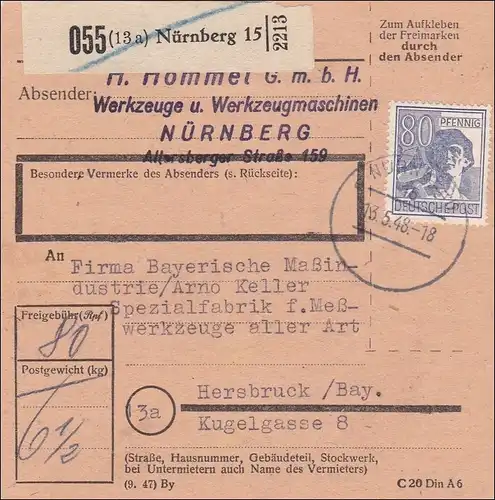 055 (13a) Nürnberg 15 2213
Zum Aufkleben
der Freimarken
durch
den Absender
Absender:
H. Hommel G. m. b. H.
Werkzeuge u. Werkzeugmaschinen
NÜRNBERG
Allersberger Straße 159
80 PFENNIG
DEUTSCHE POST
13.5.48.-18
Besondere Vermerke des Absenders (s. Rückseite):
An
Firma Bayerische Maßin-
dustrie/Arno Keller
Spezialfabrik f.Meß-
werkzeuge aller Art
Freigebühr (Rpf)
80
Postgewicht (kg)
6 1/2
13a
Hersbruck /Bay.
Kugelgasse 8
(Straße, Hausnummer, Gebäudeteil, Stockwerk,
bei Untermietern auch Name des Vermieters)
(9. 47) By
C 20 Din A 6